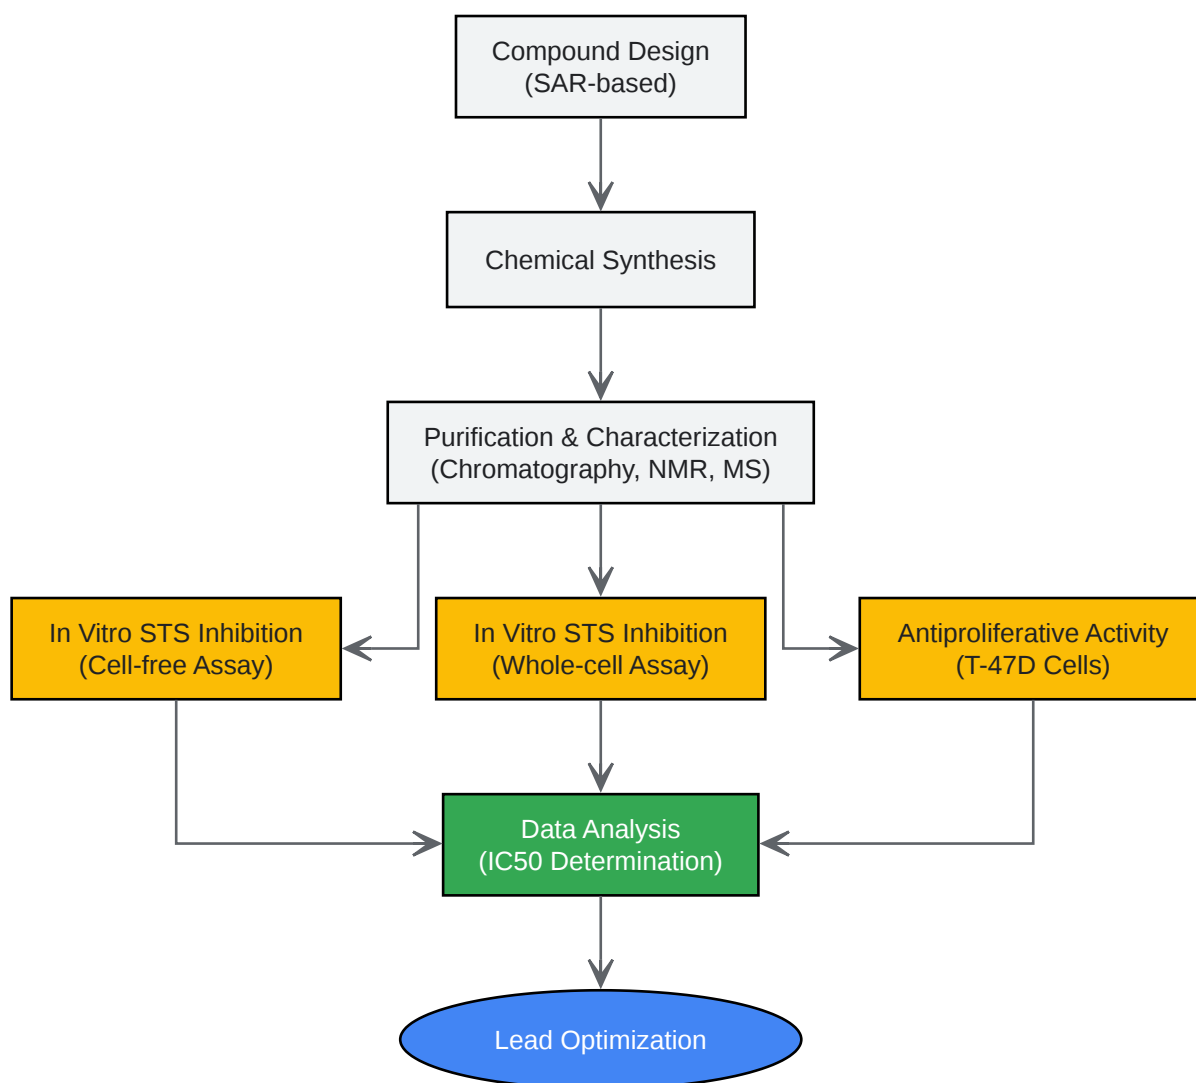 Compound Design
(SAR-based)
Chemical Synthesis
Purification & Characterization
(Chromatography, NMR, MS)
In Vitro STS Inhibition
(Cell-free Assay)
In Vitro STS Inhibition
(Whole-cell Assay)
Antiproliferative Activity
(T-47D Cells)
Data Analysis
(IC50 Determination)
Lead Optimization